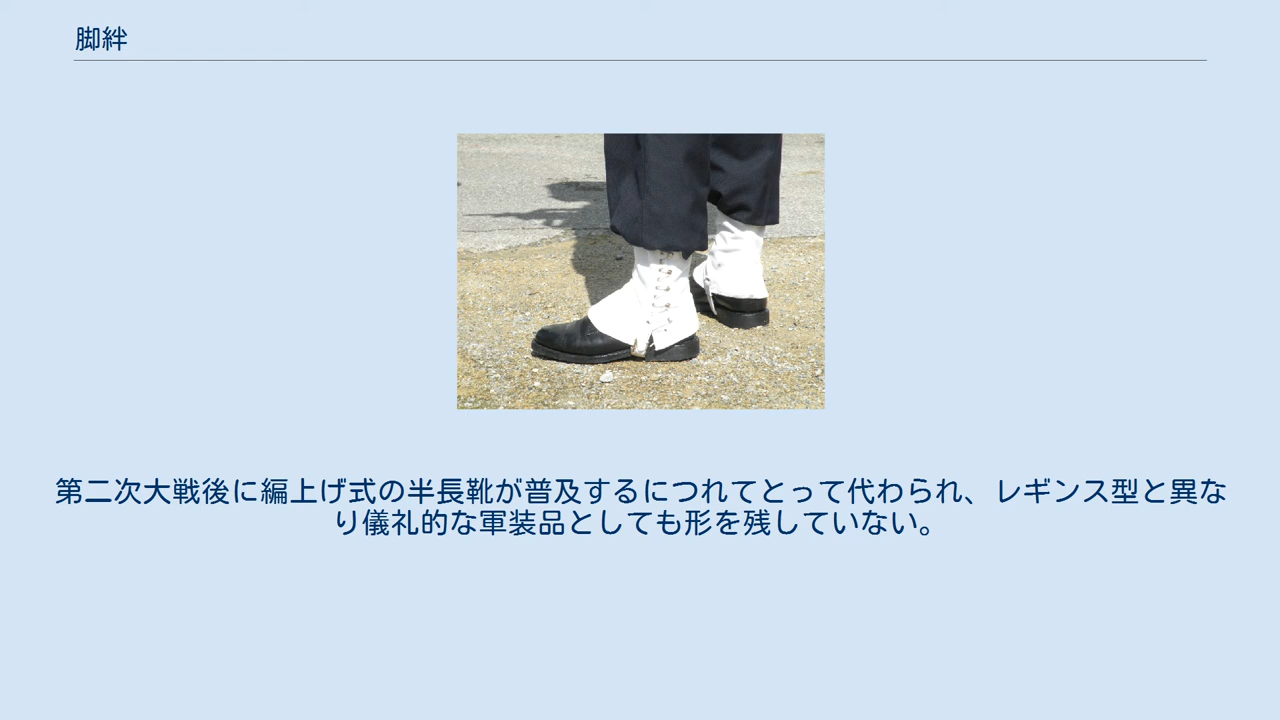 脚絆
第二次大戦後に編上げ式の半長靴が普及するにつれてとって代わられ、レギンス型と異な
り儀礼的な軍装品としても形を残していない。